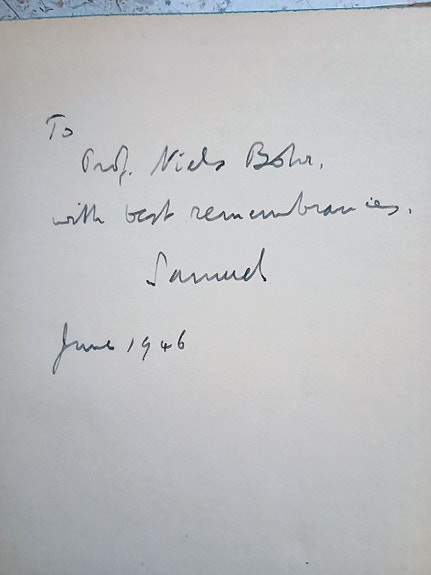 To
Prof. Niels Bohr,
with best remembrances.
Samuel
June 1946